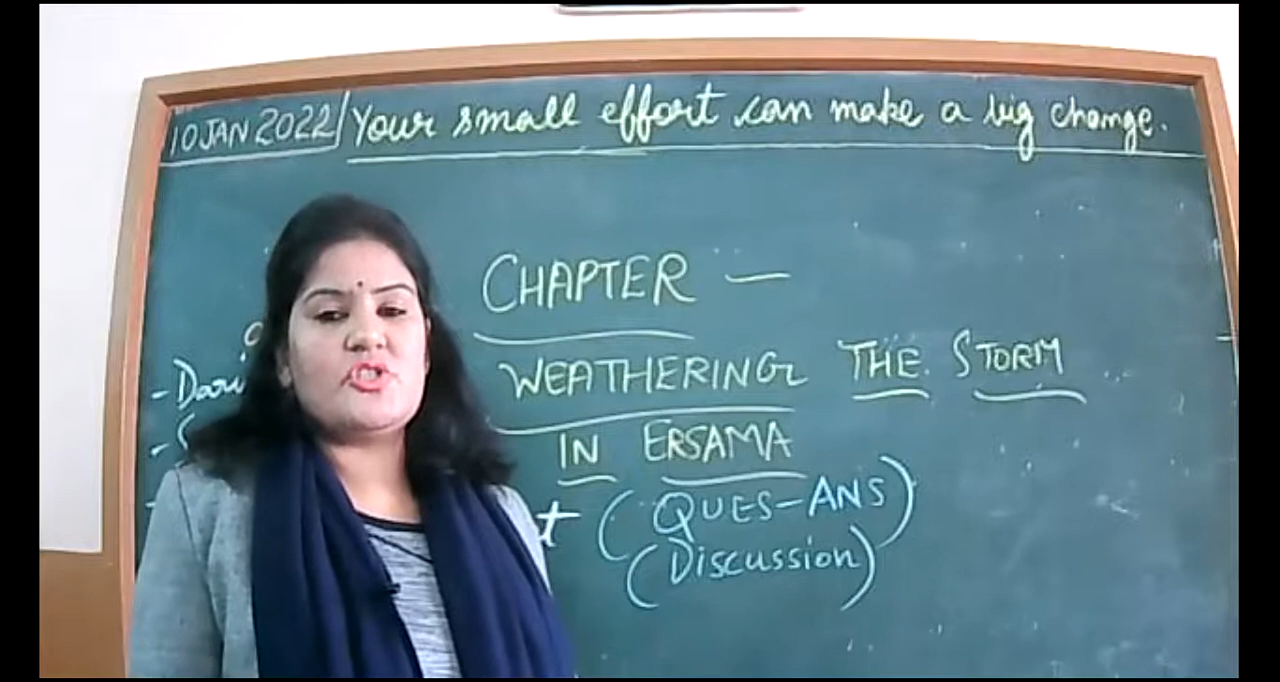 10 JAN 2022 / Your small effort can make a big change.
CHAPTER —
WEATHERING THE STORM
IN ERSAMA
(QUES-ANS)
(Discussion)